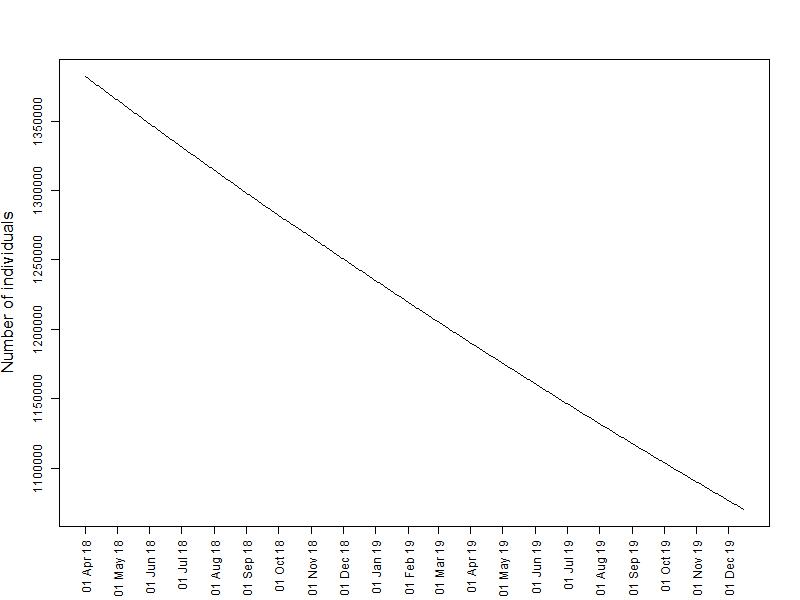 Number of individuals
1350000
1300000
1250000
1200000
1150000
1100000
01 Apr 18
01 May 18
01 Jun 18
01 Jul 18
01 Aug 18
01 Sep 18
01 Oct 18
01 Nov 18
01 Dec 18
01 Jan 19
01 Feb 19
01 Mar 19
01 Apr 19
01 May 19
01 Jun 19
01 Jul 19
01 Aug 19
01 Sep 19
01 Oct 19
01 Nov 19
01 Dec 19